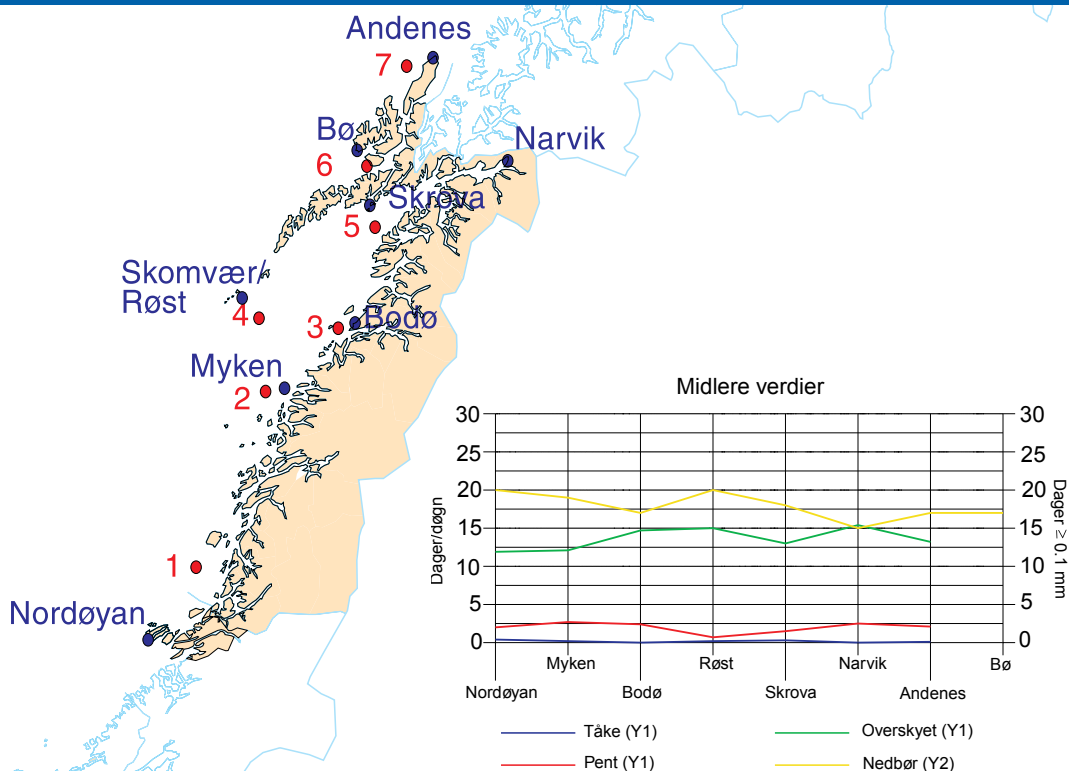 Andenes
7
Bø
Narvik
6
Skrova
5
Skomvær/
Røst
4
3
Bodø
Myken
2
1
Nordøyan
Midlere verdier
30 30
25 25
20 20
15 15
10 10
5 5
0 0
Dager/døgn
Dager ≥ 0.1 mm
Myken Røst Narvik Bø
Nordøyan Bodø Skrova Andenes
Tåke (Y1) Overskyet (Y1)
Pent (Y1) Nedbør (Y2)